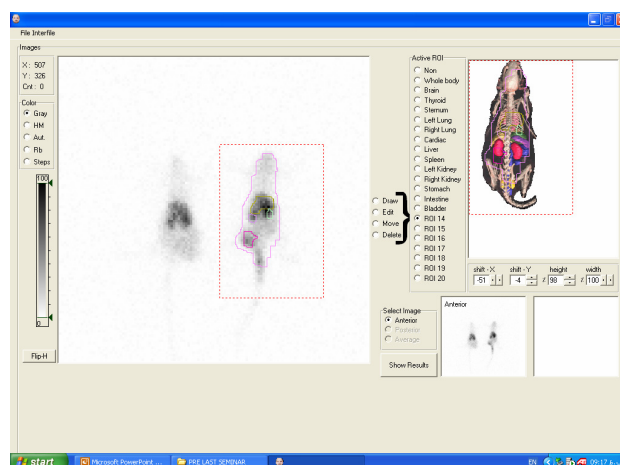 File Interfile
Images
X : 507
Y : 326
Cnt : 0
Color
Gray
HM
Aut.
Rb
Steps
100
0
Flip-H
Draw
Edit
Move
Delete
Active ROI
Non
Whole body
Brain
Thyroid
Sternum
Left Lung
Right Lung
Cardiac
Liver
Spleen
Left Kidney
Right Kidney
Stomach
Intestine
Bladder
ROI 14
ROI 15
ROI 16
ROI 17
ROI 18
ROI 19
ROI 20
shift - X shift - Y height width
-51 -4 % 98 % 100
Select Image
Anterior
Posterior
Average
Show Results
Anterior
start Microsoft PowerPoint ... PRE LAST SEMINAR EN 09:17